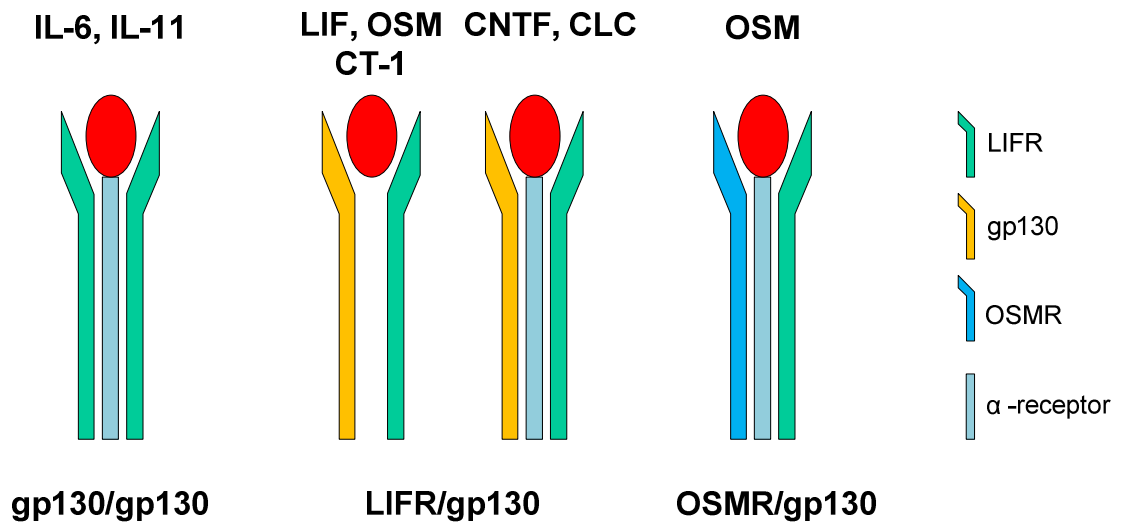 IL-6, IL-11
LIF, OSM
CT-1
CNTF, CLC
OSM
LIFR
gp130
OSMR
α -receptor
gp130/gp130
LIFR/gp130
OSMR/gp130